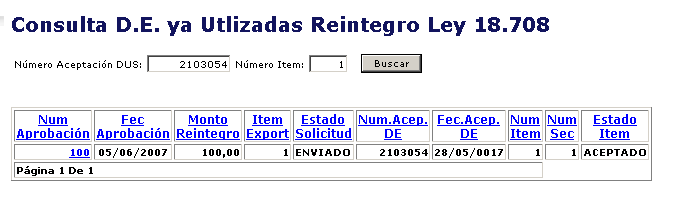 Consulta D.E. ya Utlizadas Reintegro Ley 18.708
Número Aceptación DUS: 2103054 Número Item: 1 Buscar
Num Aprobación Fec Aprobación Monto Reintegro Item Export Estado Solicitud Num.Acep. DE Fec.Acep. DE Num Item Num Sec Estado Item
100 05/06/2007 100,00 1 ENVIADO 2103054 28/05/0017 1 1 ACEPTADO
Página 1 De 1